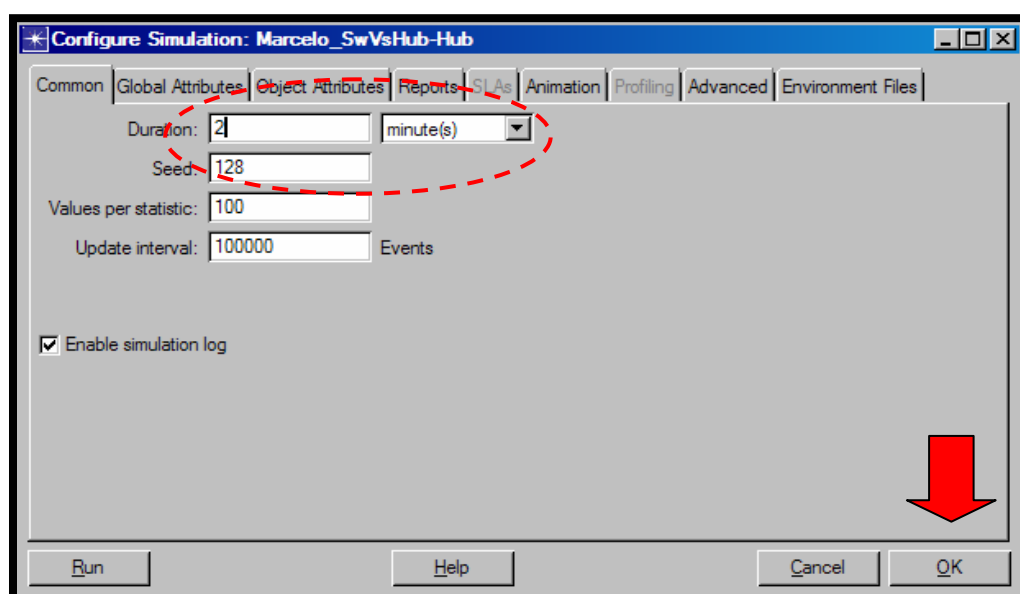 Configure Simulation: Marcelo_SwVsHub-Hub
Common Global Attributes Object Attributes Reports SLAs Animation Profiling Advanced Environment Files
Duration: 2 minute(s)
Seed: 128
Values per statistic: 100
Update interval: 100000 Events
Enable simulation log
Run Help Cancel OK